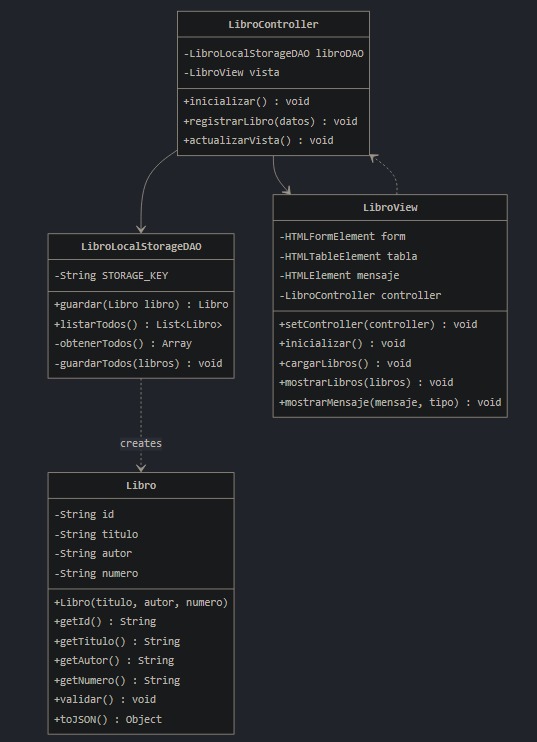 LibroController
-LibroLocalStorageDAO libroDAO
-LibroView vista
+inicializar() : void
+registrarLibro(datos) : void
+actualizarVista() : void
LibroView
-HTMLFormElement form
-HTMLTableElement tabla
-HTMLElement mensaje
-LibroController controller
+setController(controller) : void
+inicializar() : void
+cargarLibros() : void
+mostrarLibros(libros) : void
+mostrarMensaje(mensaje, tipo) : void
LibroLocalStorageDAO
-String STORAGE_KEY
+guardar(Libro libro) : Libro
+listarTodos() : List<Libro>
-obtenerTodos() : Array
-guardarTodos(libros) : void
creates
Libro
-String id
-String titulo
-String autor
-String numero
+Libro(titulo, autor, numero)
+getId() : String
+getTitulo() : String
+getAutor() : String
+getNumero() : String
+validar() : void
+toJSON() : Object